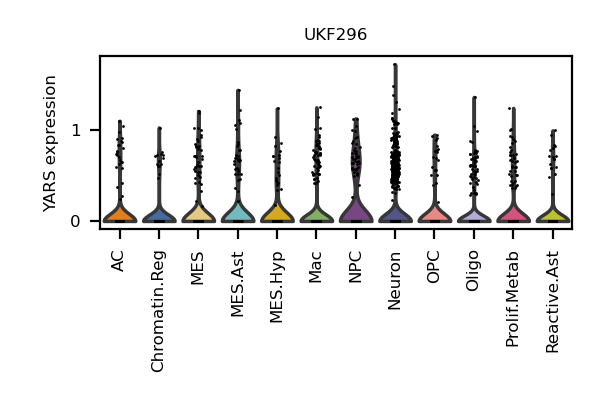 UKF296
YARS expression
1
0
AC
Chromatin.Reg
MES
MES.Ast
MES.Hyp
Mac
NPC
Neuron
OPC
Oligo
Prolif.Metab
Reactive.Ast